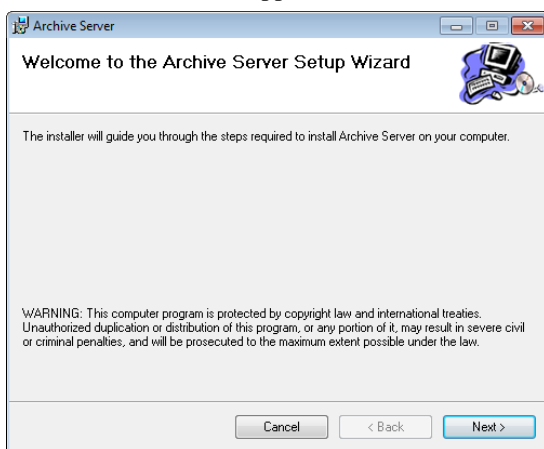 Archive Server
Welcome to the Archive Server Setup Wizard
The installer will guide you through the steps required to install Archive Server on your computer.
WARNING: This computer program is protected by copyright law and international treaties.
Unauthorized duplication or distribution of this program, or any portion of it, may result in severe civil
or criminal penalties, and will be prosecuted to the maximum extent possible under the law.
Cancel
< Back
Next >